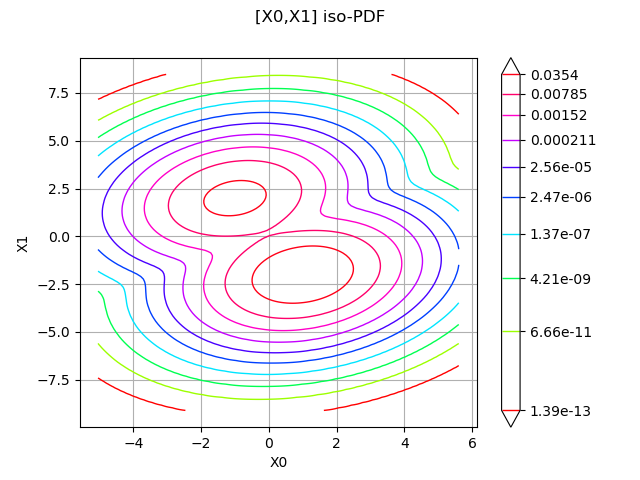 [X0,X1] iso-PDF
X1
7.5
5.0
2.5
0.0
−2.5
−5.0
−7.5
−4
−2
0
2
4
6
X0
0.0354
0.00785
0.00152
0.000211
2.56e-05
2.47e-06
1.37e-07
4.21e-09
6.66e-11
1.39e-13